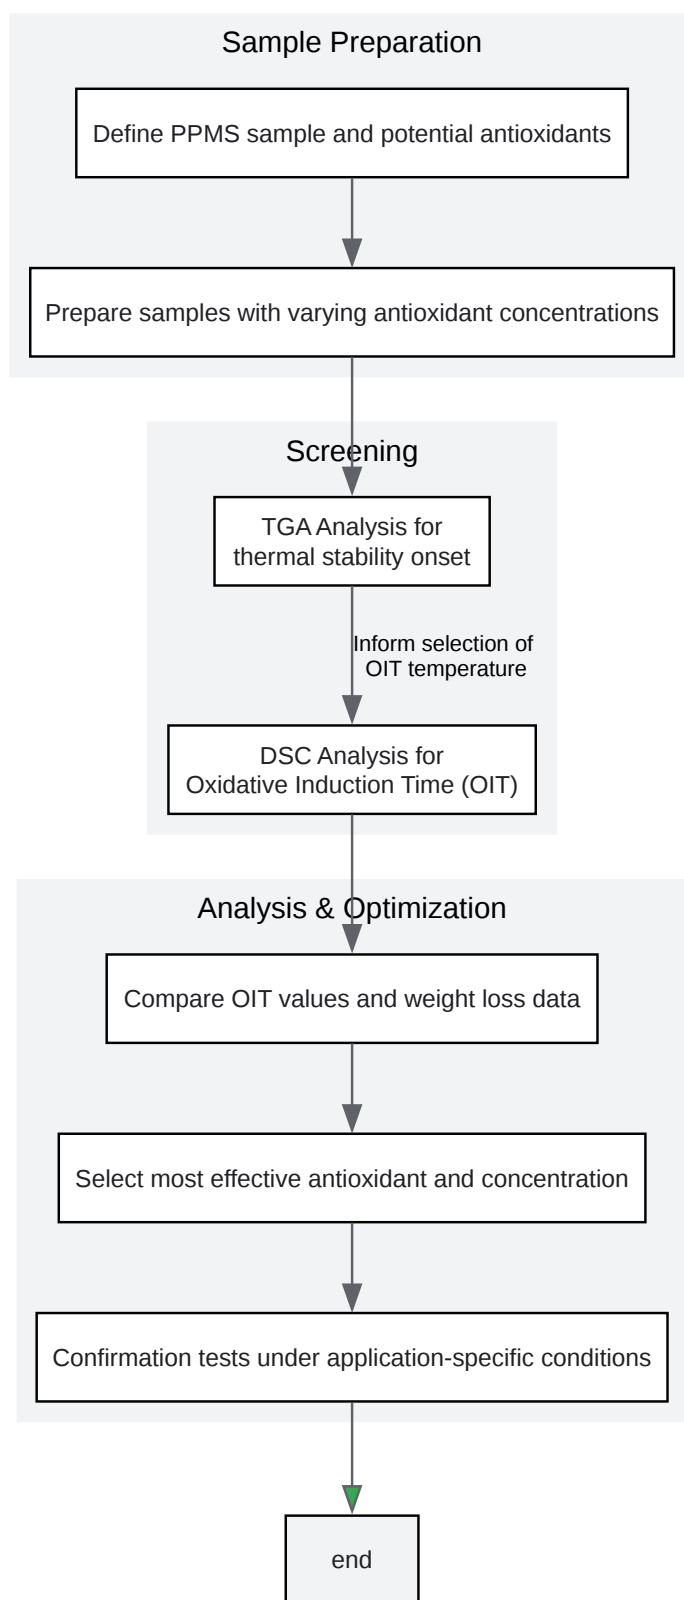 Sample Preparation
Define PPMS sample and potential antioxidants
Prepare samples with varying antioxidant concentrations
Screening
TGA Analysis for
thermal stability onset
Inform selection of
OIT temperature
DSC Analysis for
Oxidative Induction Time (OIT)
Analysis & Optimization
Compare OIT values and weight loss data
Select most effective antioxidant and concentration
Confirmation tests under application-specific conditions
end